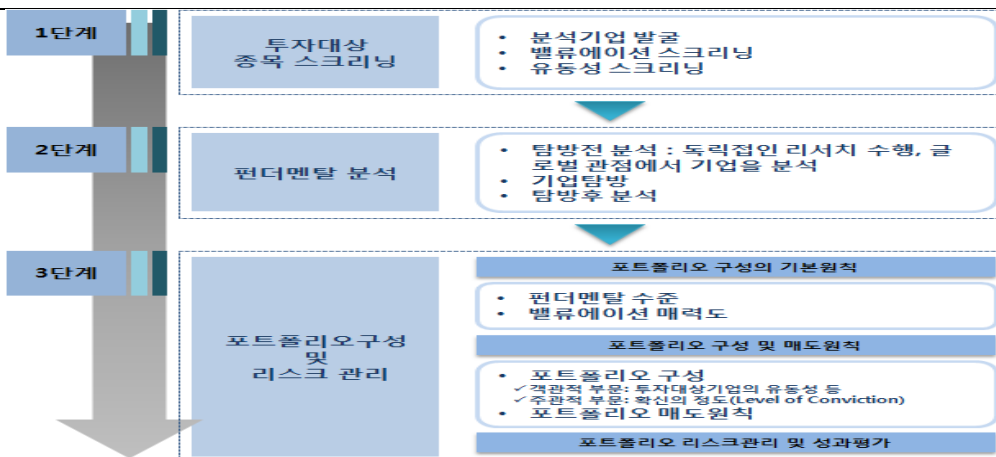 1단계
투자대상
종목 스크리닝
• 분석기업 발굴
• 밸류에이션 스크리닝
• 유동성 스크리닝
2단계
펀더멘탈 분석
• 탐방전 분석 : 독립접인 리서치 수행, 글
로벌 관점에서 기업을 분석
• 기업탐방
• 탐방후 분석
3단계
포트폴리오구성
및
리스크 관리
포트폴리오 구성의 기본원칙
• 펀더멘탈 수준
• 밸류에이션 매력도
포트폴리오 구성 및 매도원칙
• 포트폴리오 구성
✓객관적 부문: 투자대상기업의 유동성 등
✓주관적 부문: 확신의 정도(Level of Conviction)
• 포트폴리오 매도원칙
포트폴리오 리스크관리 및 성과평가